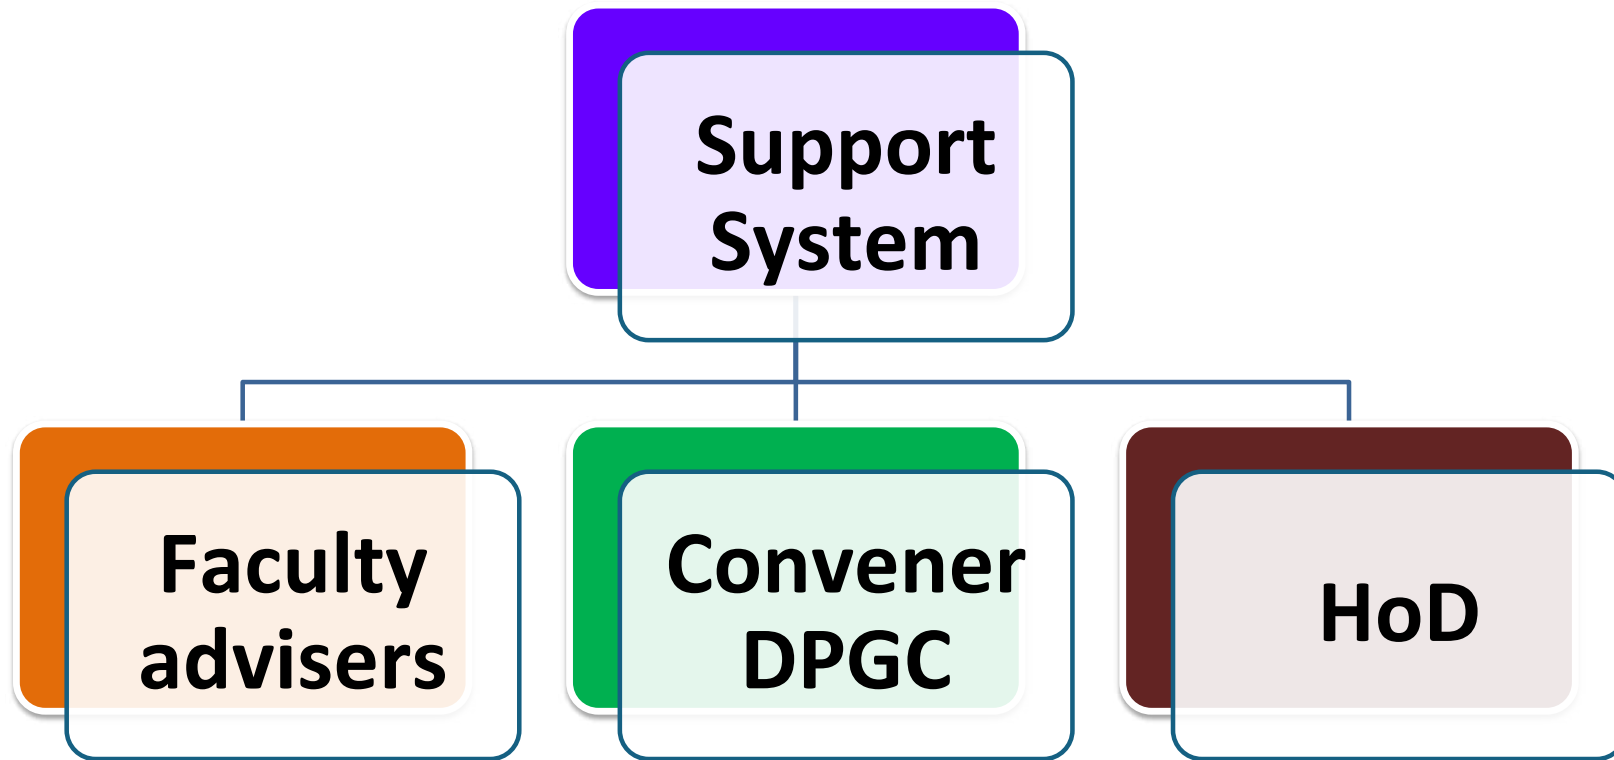 Support
System
Faculty
advisers
Convener
DPGC
HoD